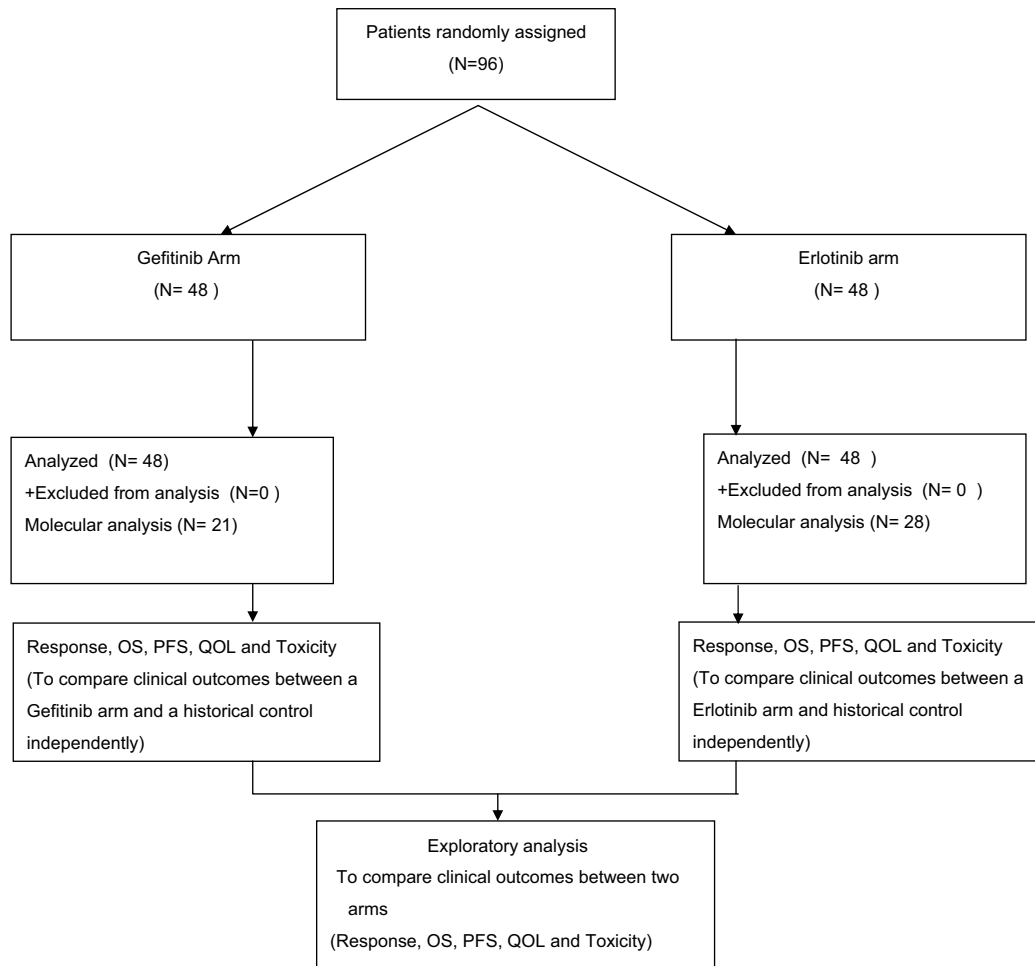 Patients randomly assigned
(N=96)
Gefitinib Arm
(N= 48 )
Erlotinib arm
(N= 48 )
Analyzed (N= 48)
+Excluded from analysis (N=0 )
Molecular analysis (N= 21)
Analyzed (N= 48 )
+Excluded from analysis (N= 0 )
Molecular analysis (N= 28)
Response, OS, PFS, QOL and Toxicity
(To compare clinical outcomes between a
Gefitinib arm and a historical control
independently)
Response, OS, PFS, QOL and Toxicity
(To compare clinical outcomes between a
Erlotinib arm and historical control
independently)
Exploratory analysis
To compare clinical outcomes between two
arms
(Response, OS, PFS, QOL and Toxicity)